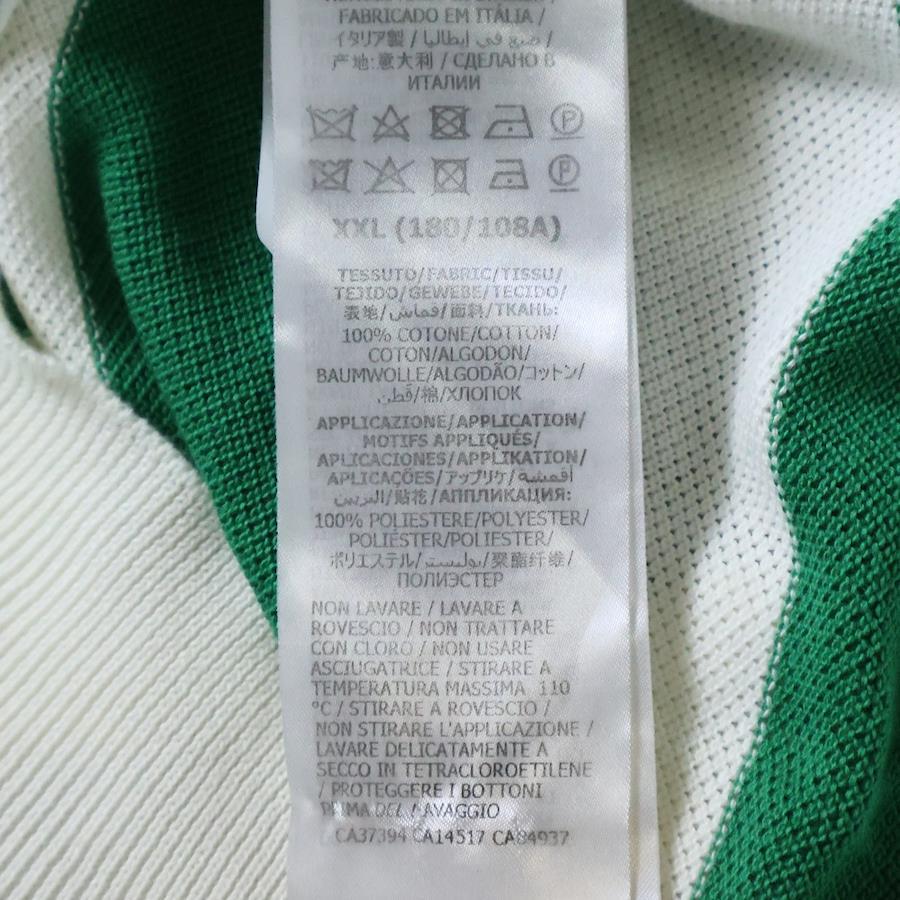 FABRICADO EM ITÁLIA /
イタリア製 / صنع في إيطاليا /
产地:意大利 / СДЕЛАНО В
ИТАЛИИ
XXL (180/108A)
TESSUTO/FABRIC/TISSU/
TEJIDO/GEWEBE/TECIDO/
表地/قماش/面料/ТКАНЬ:
100% COTONE/COTTON/
COTON/ALGODON/
BAUMWOLLE/ALGODÃO/コットン/
قطن/棉/ХЛОПОК
APPLICAZIONE/APPLICATION/
MOTIFS APPLIQUÉS/
APLICACIONES/APPLIKATION/
APLICAÇÕES/アップリケ/أقمشة
التزيين/贴花/АППЛИКАЦИЯ:
100% POLIESTERE/POLYESTER/
POLIÉSTER/POLIESTER/
ポリエステル/بوليستر/聚酯纤维/
ПОЛИЭСТЕР
NON LAVARE / LAVARE A
ROVESCIO / NON TRATTARE
CON CLORO / NON USARE
ASCIUGATRICE / STIRARE A
TEMPERATURA MASSIMA 110
°C / STIRARE A ROVESCIO /
NON STIRARE L'APPLICAZIONE /
LAVARE DELICATAMENTE A
SECCO IN TETRACLOROETILENE
/ PROTEGGERE I BOTTONI
PRIMA DEL LAVAGGIO
CA37394 CA14517 CA84937